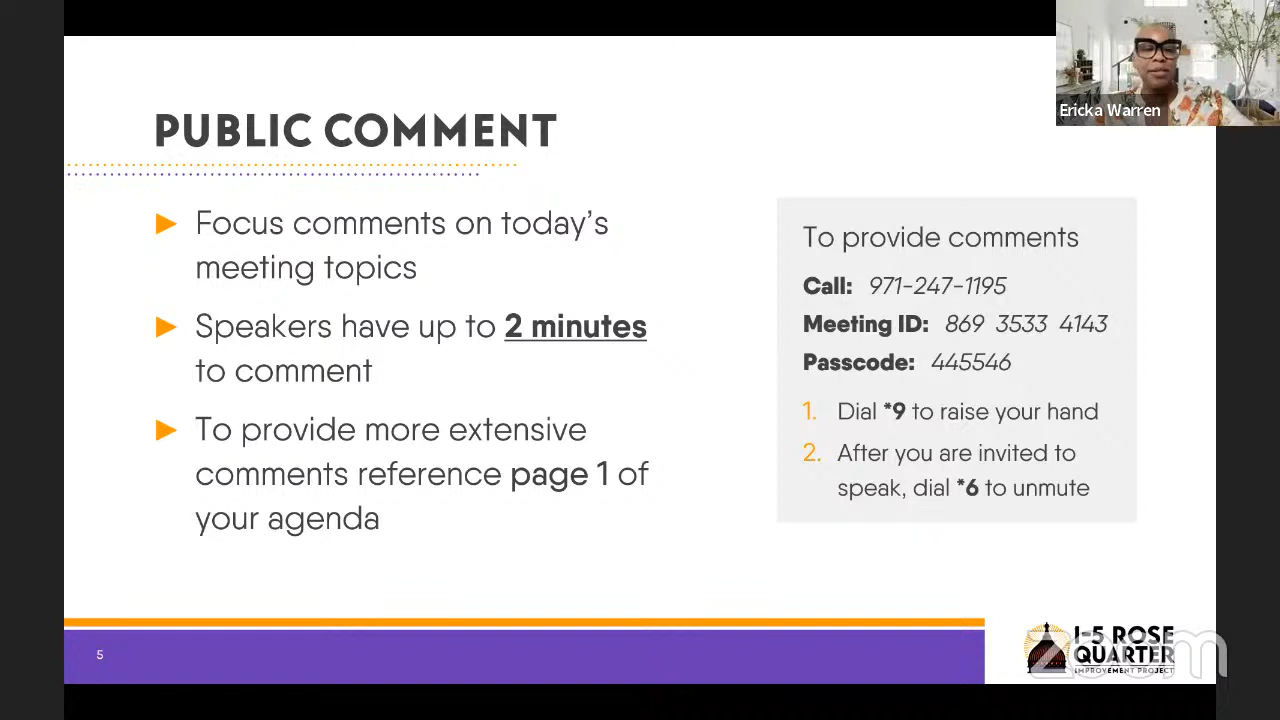 Ericka Warren
PUBLIC COMMENT
► Focus comments on today's
meeting topics
► Speakers have up to 2 minutes
to comment
► To provide more extensive
comments reference page 1 of
your agenda
To provide comments
Call: 971-247-1195
Meeting ID: 869 3533 4143
Passcode: 445546
1. Dial *9 to raise your hand
2. After you are invited to
speak, dial *6 to unmute
5
I-5 ROSE
QUARTER
IMPROVEMENT PROJECT
zoom